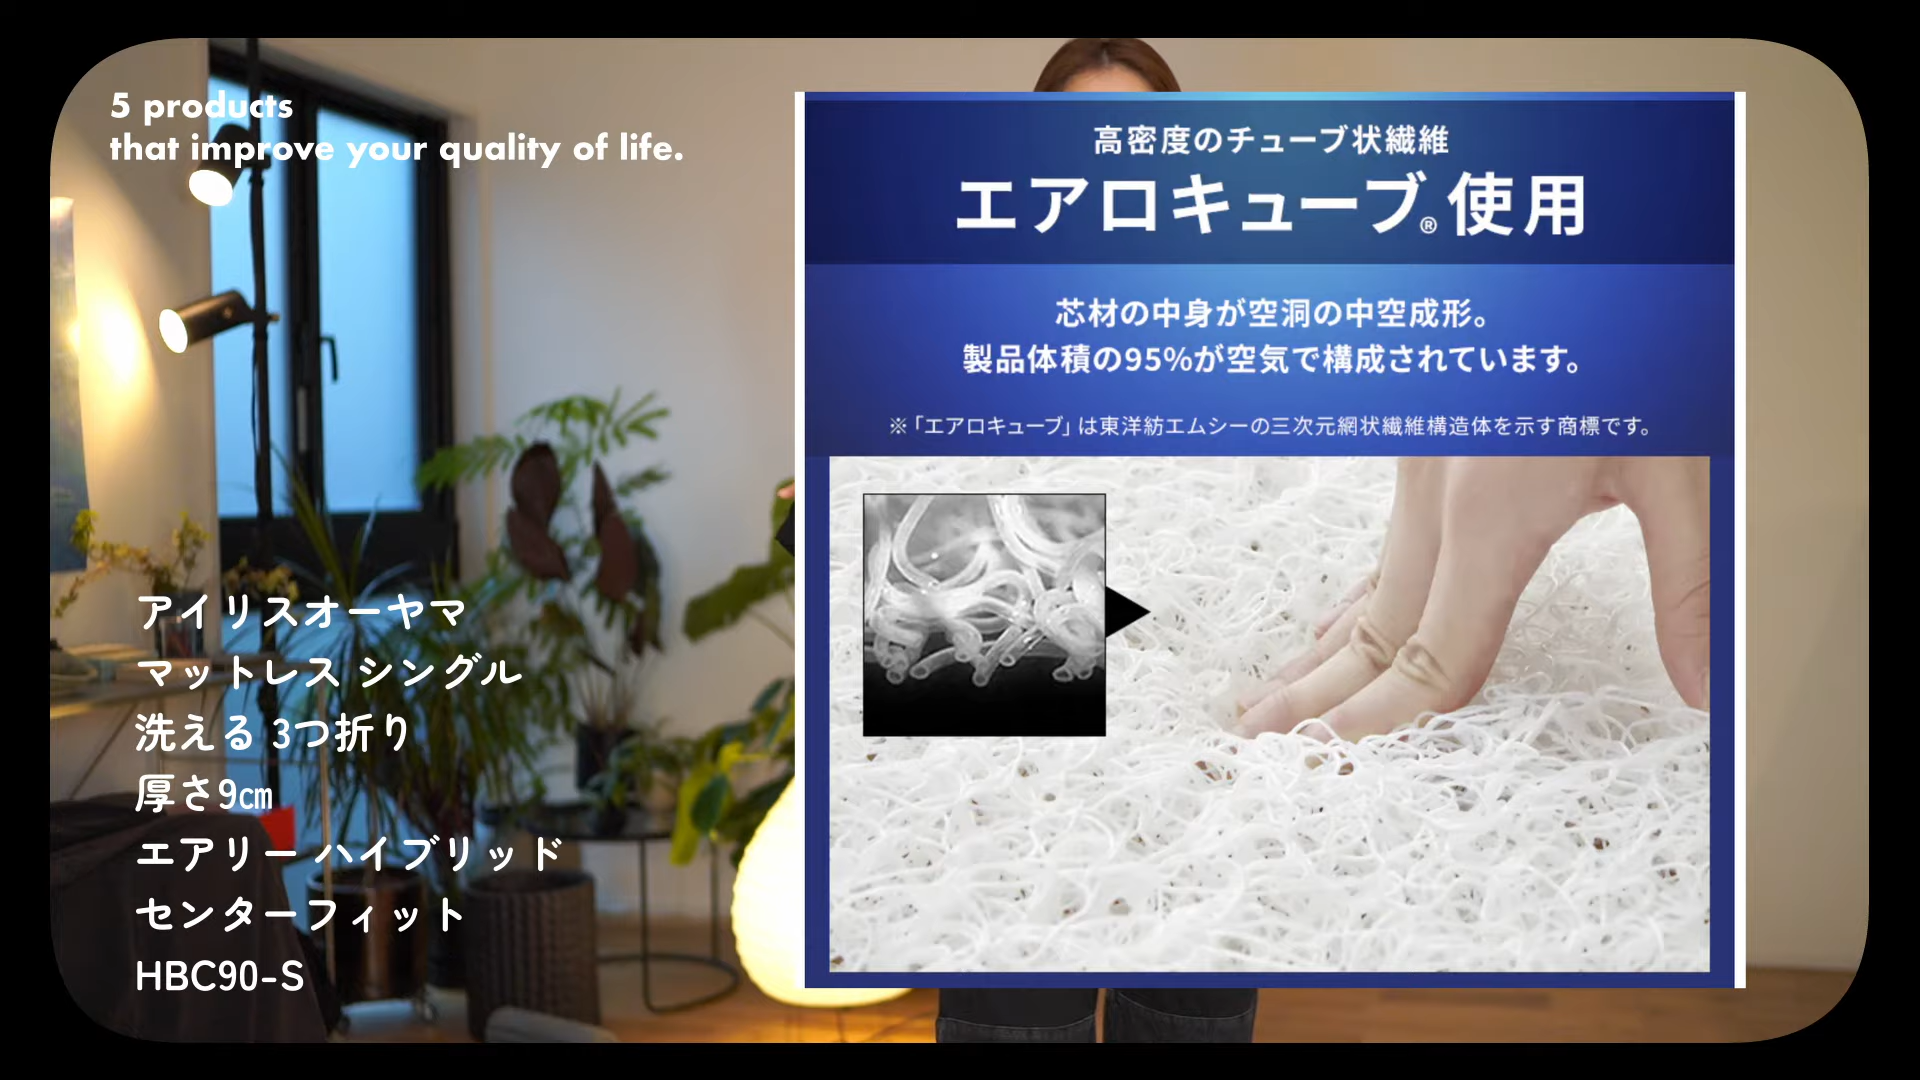 5 products
that improve your quality of life.
高密度のチューブ状繊維
エアロキューブ®使用
芯材の中身が空洞の中空成形。
製品体積の95%が空気で構成されています。
※「エアロキューブ」は東洋紡エムシーの三次元網状繊維構造体を示す商標です。
アイリスオーヤマ
マットレス シングル
洗える 3つ折り
厚さ9㎝
エアリー ハイブリッド
センターフィット
HBC90-S